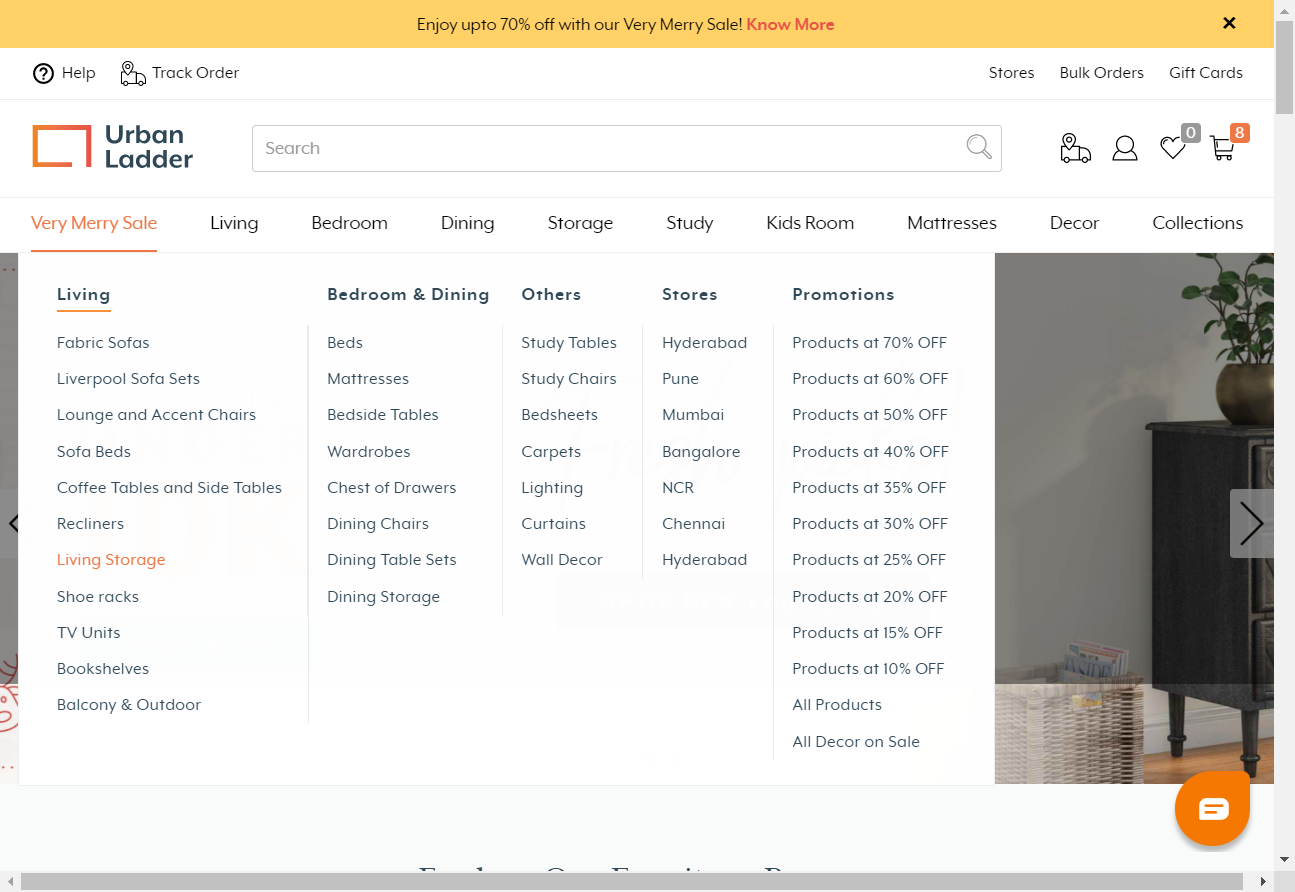 Enjoy upto 70% off with our Very Merry Sale! Know More
Help
Track Order
Stores
Bulk Orders
Gift Cards
Urban
Ladder
Search
0
8
Very Merry Sale
Living
Bedroom
Dining
Storage
Study
Kids Room
Mattresses
Decor
Collections
Living
Fabric Sofas
Liverpool Sofa Sets
Lounge and Accent Chairs
Sofa Beds
Coffee Tables and Side Tables
Recliners
Living Storage
Shoe racks
TV Units
Bookshelves
Balcony & Outdoor
Bedroom & Dining
Beds
Mattresses
Bedside Tables
Wardrobes
Chest of Drawers
Dining Chairs
Dining Table Sets
Dining Storage
Others
Study Tables
Study Chairs
Bedsheets
Carpets
Lighting
Curtains
Wall Decor
Stores
Hyderabad
Pune
Mumbai
Bangalore
NCR
Chennai
Hyderabad
Promotions
Products at 70% OFF
Products at 60% OFF
Products at 50% OFF
Products at 40% OFF
Products at 35% OFF
Products at 30% OFF
Products at 25% OFF
Products at 20% OFF
Products at 15% OFF
Products at 10% OFF
All Products
All Decor on Sale